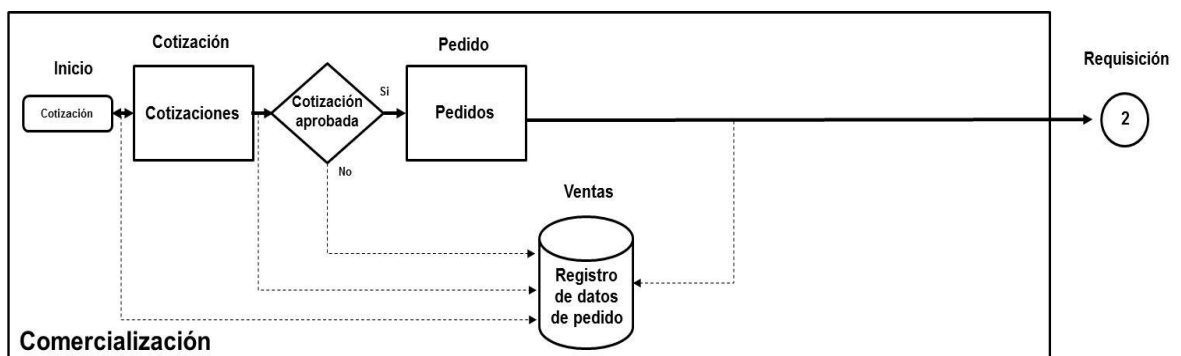 Cotización
Pedido
Requisición
Inicio
Cotización
Cotizaciones
Cotización
aprobada
Si
Pedidos
2
No
Ventas
Registro
de datos
de pedido
Comercialización